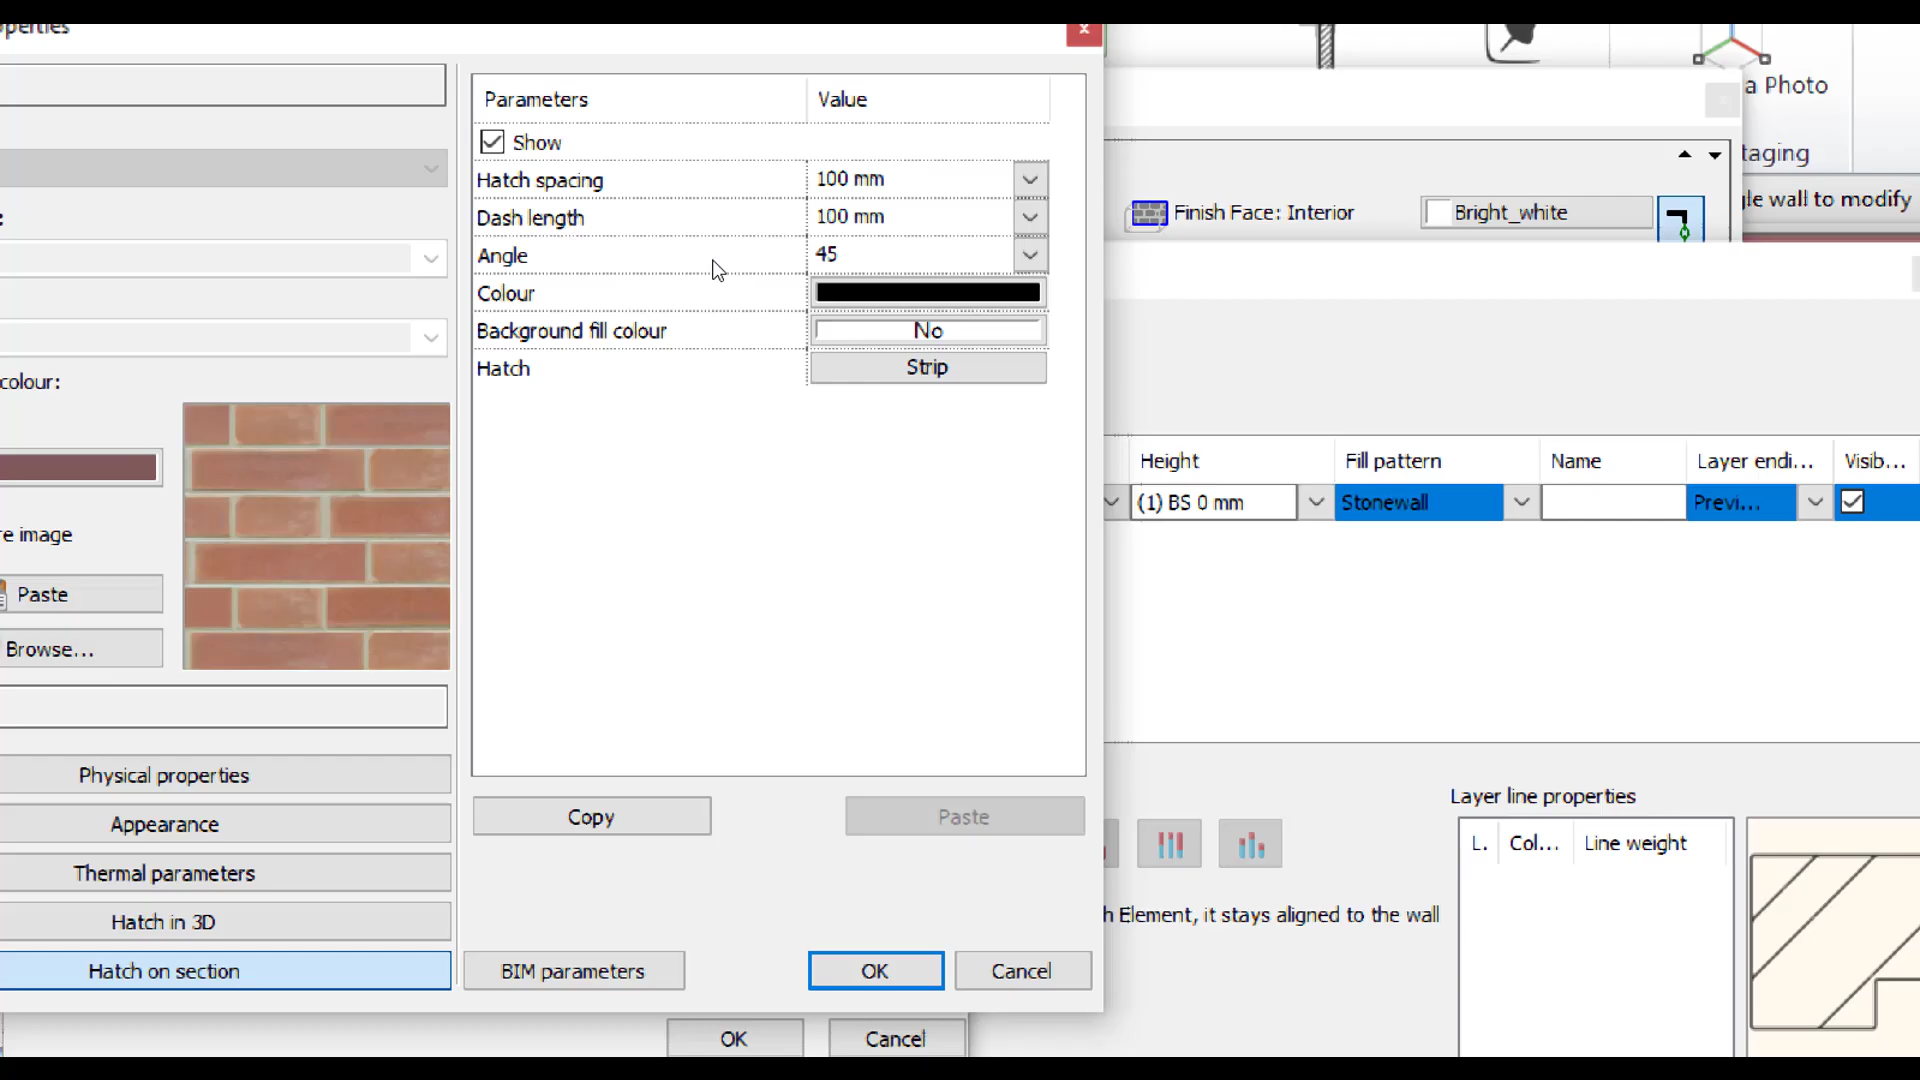 Parameters Value
Show
Hatch spacing 100 mm
Dash length 100 mm
Angle 45
Colour
Background fill colour No
Hatch Strip
:
colour:
re image
Paste
Browse...
Physical properties
Appearance
Thermal parameters
Hatch in 3D
Hatch on section
Copy Paste
BIM parameters OK Cancel
OK Cancel
x
a Photo
taging
gle wall to modify
Finish Face: Interior Bright_white
Height Fill pattern Name Layer endi... Visib...
(1) BS 0 mm Stonewall Previ...
Layer line properties
L. Col... Line weight
h Element, it stays aligned to the wall